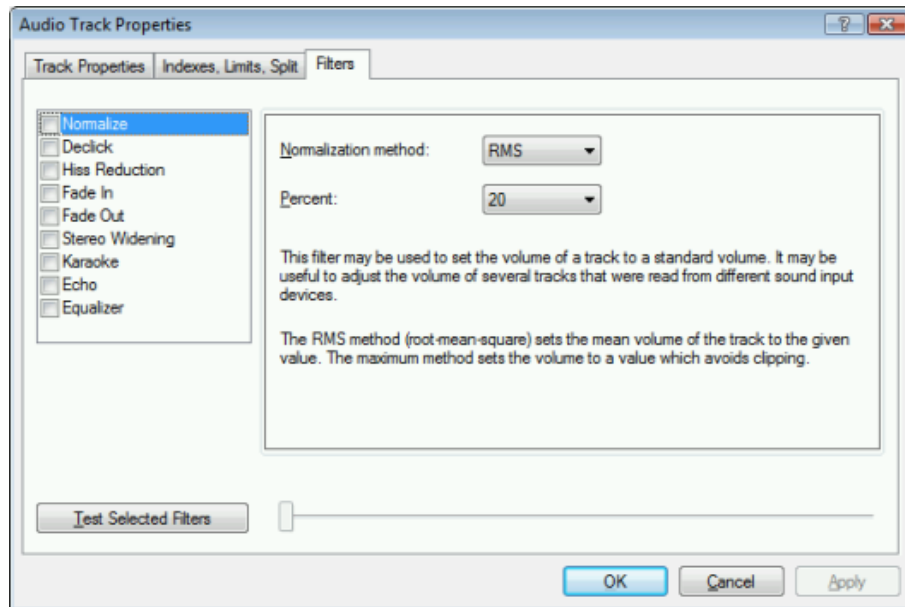 Audio Track Properties
Track Properties
Indexes, Limits, Split
Filters
Normalize
Declick
Hiss Reduction
Fade In
Fade Out
Stereo Widening
Karaoke
Echo
Equalizer
Normalization method:
RMS
Percent:
20
This filter may be used to set the volume of a track to a standard volume. It may be
useful to adjust the volume of several tracks that were read from different sound input
devices.
The RMS method (root-mean-square) sets the mean volume of the track to the given
value. The maximum method sets the volume to a value which avoids clipping.
Test Selected Filters
OK
Cancel
Apply